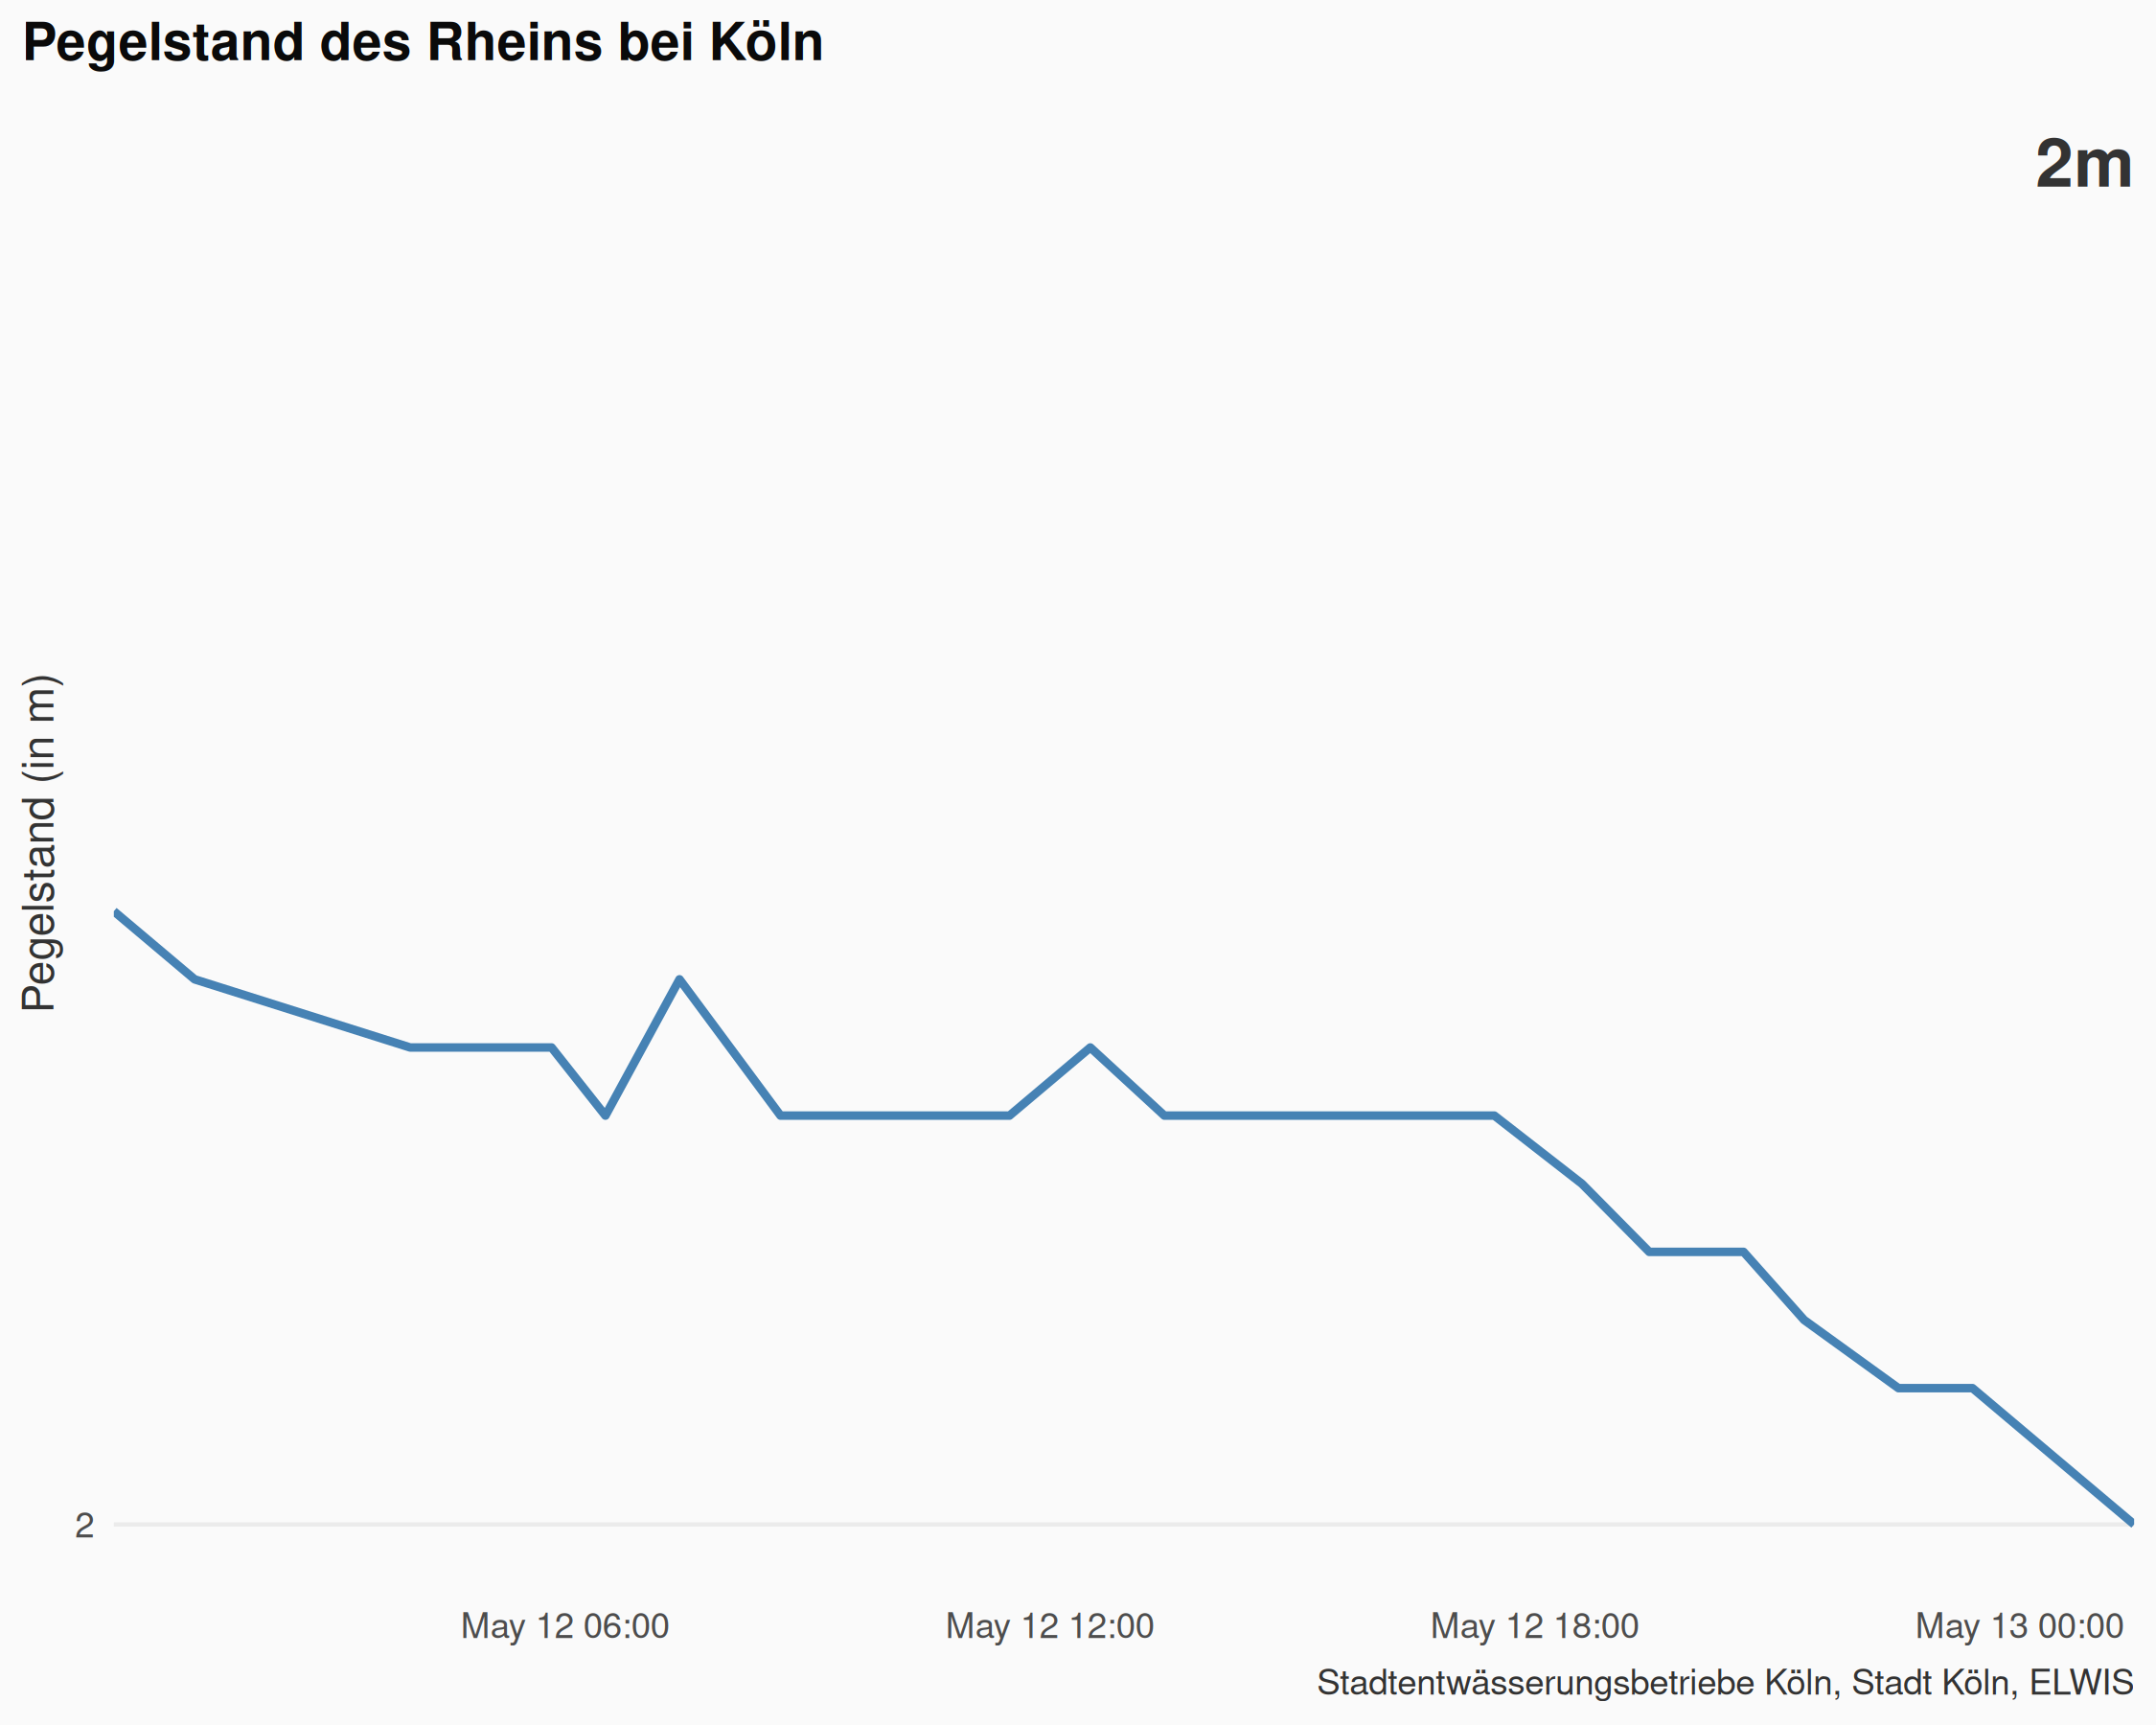 Pegelstand des Rheins bei Köln
2m
Pegelstand (in m)
2
May 12 06:00
May 12 12:00
May 12 18:00
May 13 00:00
Stadtentwässerungsbetriebe Köln, Stadt Köln, ELWIS